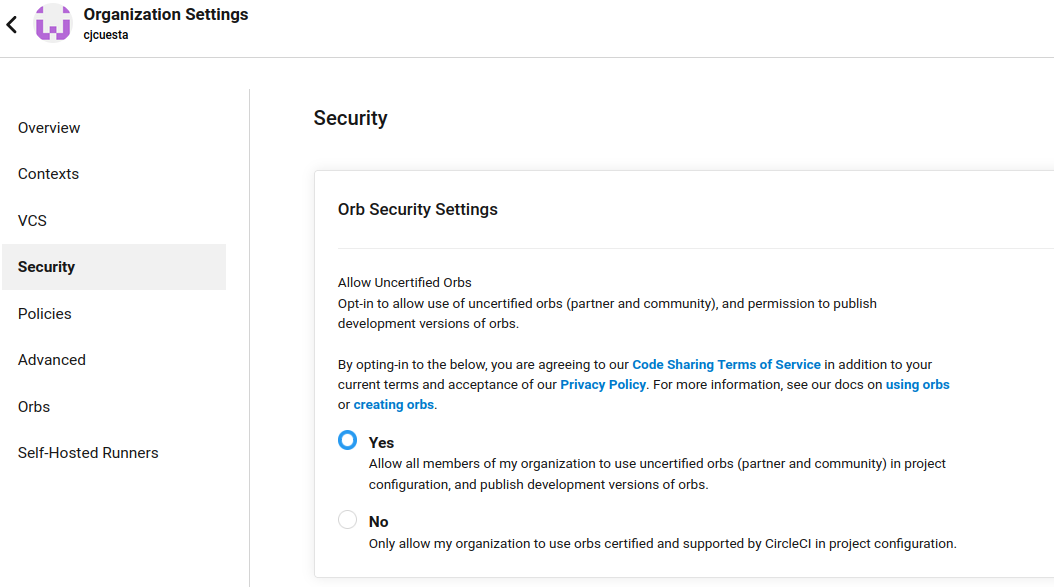 Organization Settings
cjcuesta
Overview
Contexts
VCS
Security
Policies
Advanced
Orbs
Self-Hosted Runners
Security
Orb Security Settings
Allow Uncertified Orbs
Opt-in to allow use of uncertified orbs (partner and community), and permission to publish
development versions of orbs.
By opting-in to the below, you are agreeing to our Code Sharing Terms of Service in addition to your
current terms and acceptance of our Privacy Policy. For more information, see our docs on using orbs
or creating orbs.
Yes
Allow all members of my organization to use uncertified orbs (partner and community) in project
configuration, and publish development versions of orbs.
No
Only allow my organization to use orbs certified and supported by CircleCI in project configuration.